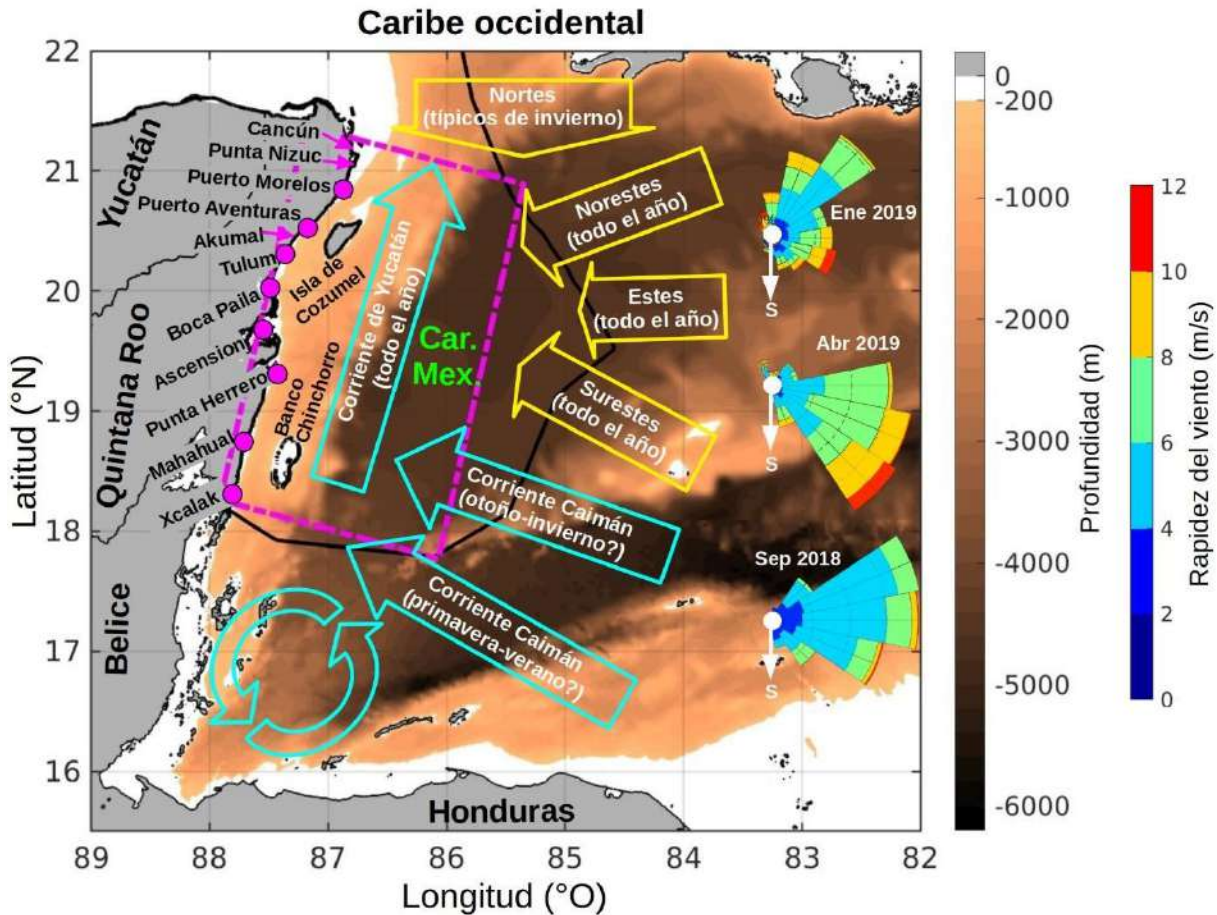 Caribe occidental
22
21
20
19
18
17
16
Latitud (°N)
89
88
87
86
85
84
83
82
Longitud (°O)
Yucatán
Quintana Roo
Belice
Honduras
Cancún
Punta Nizuc
Puerto Morelos
Puerto Aventuras
Akumal
Tulum
Boca Paila
Ascension
Punta Herrero
Mahahual
Xcalak
Isla de
Cozumel
Banco
Chinchorro
Corriente de Yucatán
(todo el año)
Car.
Mex.
Nortes
(típicos de invierno)
Norestes
(todo el año)
Estes
(todo el año)
Surestes
(todo el año)
Corriente Caimán
(otoño-invierno?)
Corriente Caimán
(primavera-verano?)
Ene 2019
S
Abr 2019
S
Sep 2018
S
0
-200
-1000
-2000
-3000
-4000
-5000
-6000
Profundidad (m)
12
10
8
6
4
2
0
Rapidez del viento (m/s)